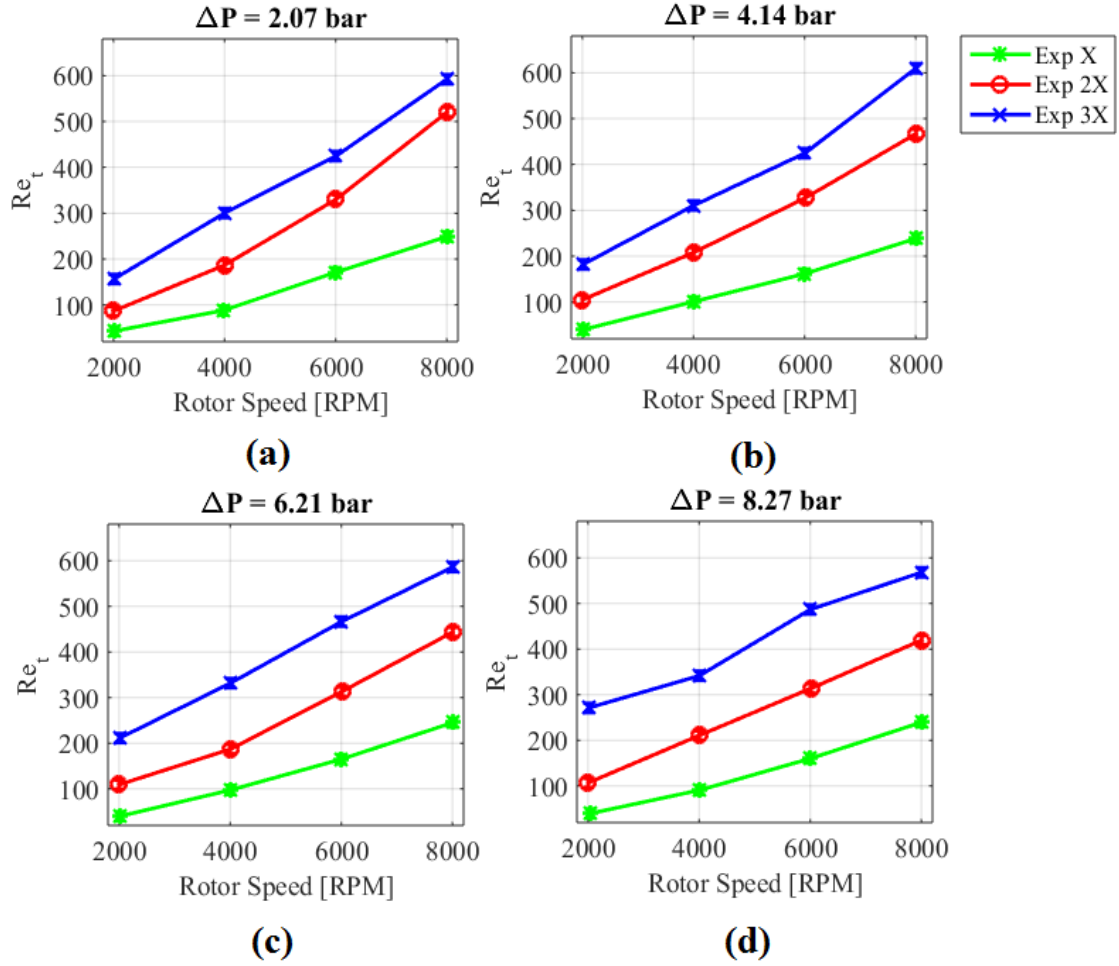 ΔP = 2.07 bar
600
500
400
300
200
100
Re_t
2000 4000 6000 8000
Rotor Speed [RPM]
(a)
ΔP = 4.14 bar
600
500
400
300
200
100
Re_t
2000 4000 6000 8000
Rotor Speed [RPM]
(b)
Exp X
Exp 2X
Exp 3X
ΔP = 6.21 bar
600
500
400
300
200
100
Re_t
2000 4000 6000 8000
Rotor Speed [RPM]
(c)
ΔP = 8.27 bar
600
500
400
300
200
100
Re_t
2000 4000 6000 8000
Rotor Speed [RPM]
(d)